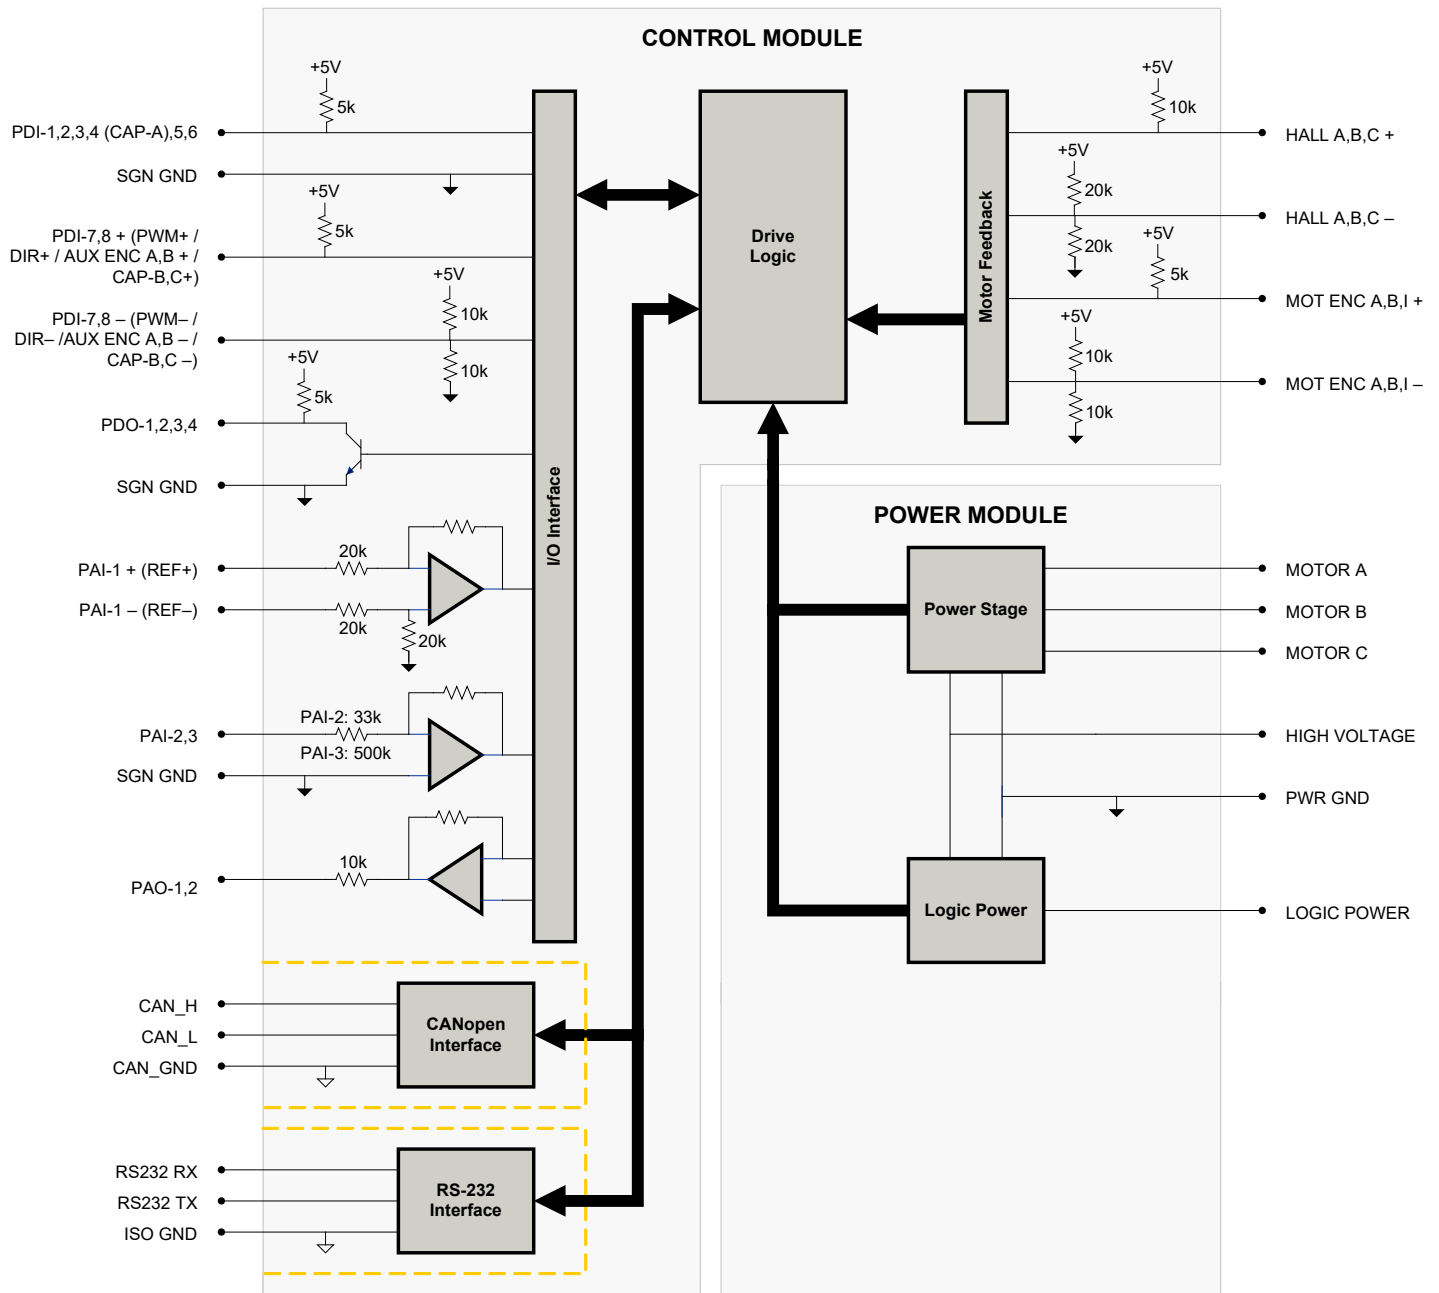 CONTROL MODULE
+5V
5k
PDI-1,2,3,4 (CAP-A),5,6
SGN GND
+5V
5k
PDI-7,8 + (PWM+ /
DIR+ / AUX ENC A,B + /
CAP-B,C+)
+5V
10k
PDI-7,8 – (PWM– /
DIR– /AUX ENC A,B – /
CAP-B,C –)
10k
+5V
5k
PDO-1,2,3,4
SGN GND
20k
PAI-1 + (REF+)
PAI-1 – (REF–)
20k
20k
PAI-2: 33k
PAI-2,3
PAI-3: 500k
SGN GND
10k
PAO-1,2
I/O Interface
Drive
Logic
Motor Feedback
+5V
10k
HALL A,B,C +
+5V
20k
HALL A,B,C –
20k
+5V
5k
MOT ENC A,B,I +
+5V
10k
MOT ENC A,B,I –
10k
POWER MODULE
Power Stage
MOTOR A
MOTOR B
MOTOR C
HIGH VOLTAGE
PWR GND
Logic Power
LOGIC POWER
CAN_H
CAN_L
CAN_GND
CANopen
Interface
RS232 RX
RS232 TX
ISO GND
RS-232
Interface